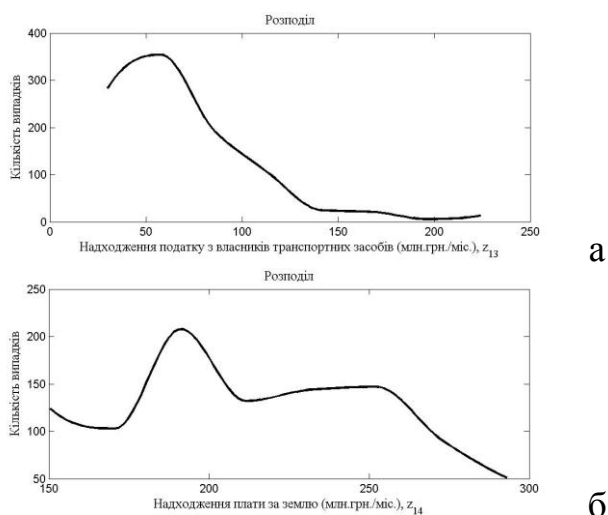 Розподіл
400
300
200
100
0
Кількість випадків
0 50 100 150 200 250
Надходження податку з власників транспортних засобів (млн.грн./міс.), z13
а
Розподіл
250
200
150
100
50
Кількість випадків
150 200 250 300
Надходження плати за землю (млн.грн./міс.), z14
б